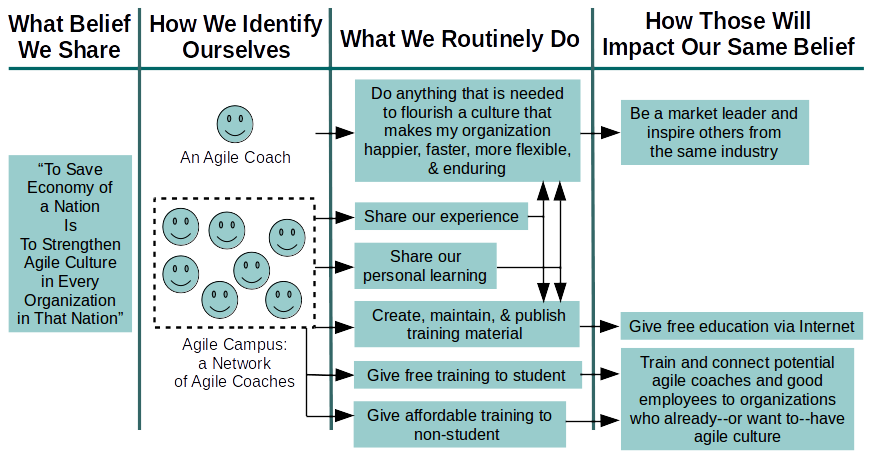 What Belief
We Share
How We Identify
Ourselves
What We Routinely Do
How Those Will
Impact Our Same Belief
“To Save
Economy of
a Nation
Is
To Strengthen
Agile Culture
in Every
Organization
in That Nation”
An Agile Coach
Agile Campus:
a Network
of Agile Coaches
Do anything that is needed
to flourish a culture that
makes my organization
happier, faster, more flexible,
& enduring
Share our experience
Share our
personal learning
Create, maintain, & publish
training material
Give free training to student
Give affordable training to
non-student
Be a market leader and
inspire others from
the same industry
Give free education via Internet
Train and connect potential
agile coaches and good
employees to organizations
who already--or want to--have
agile culture